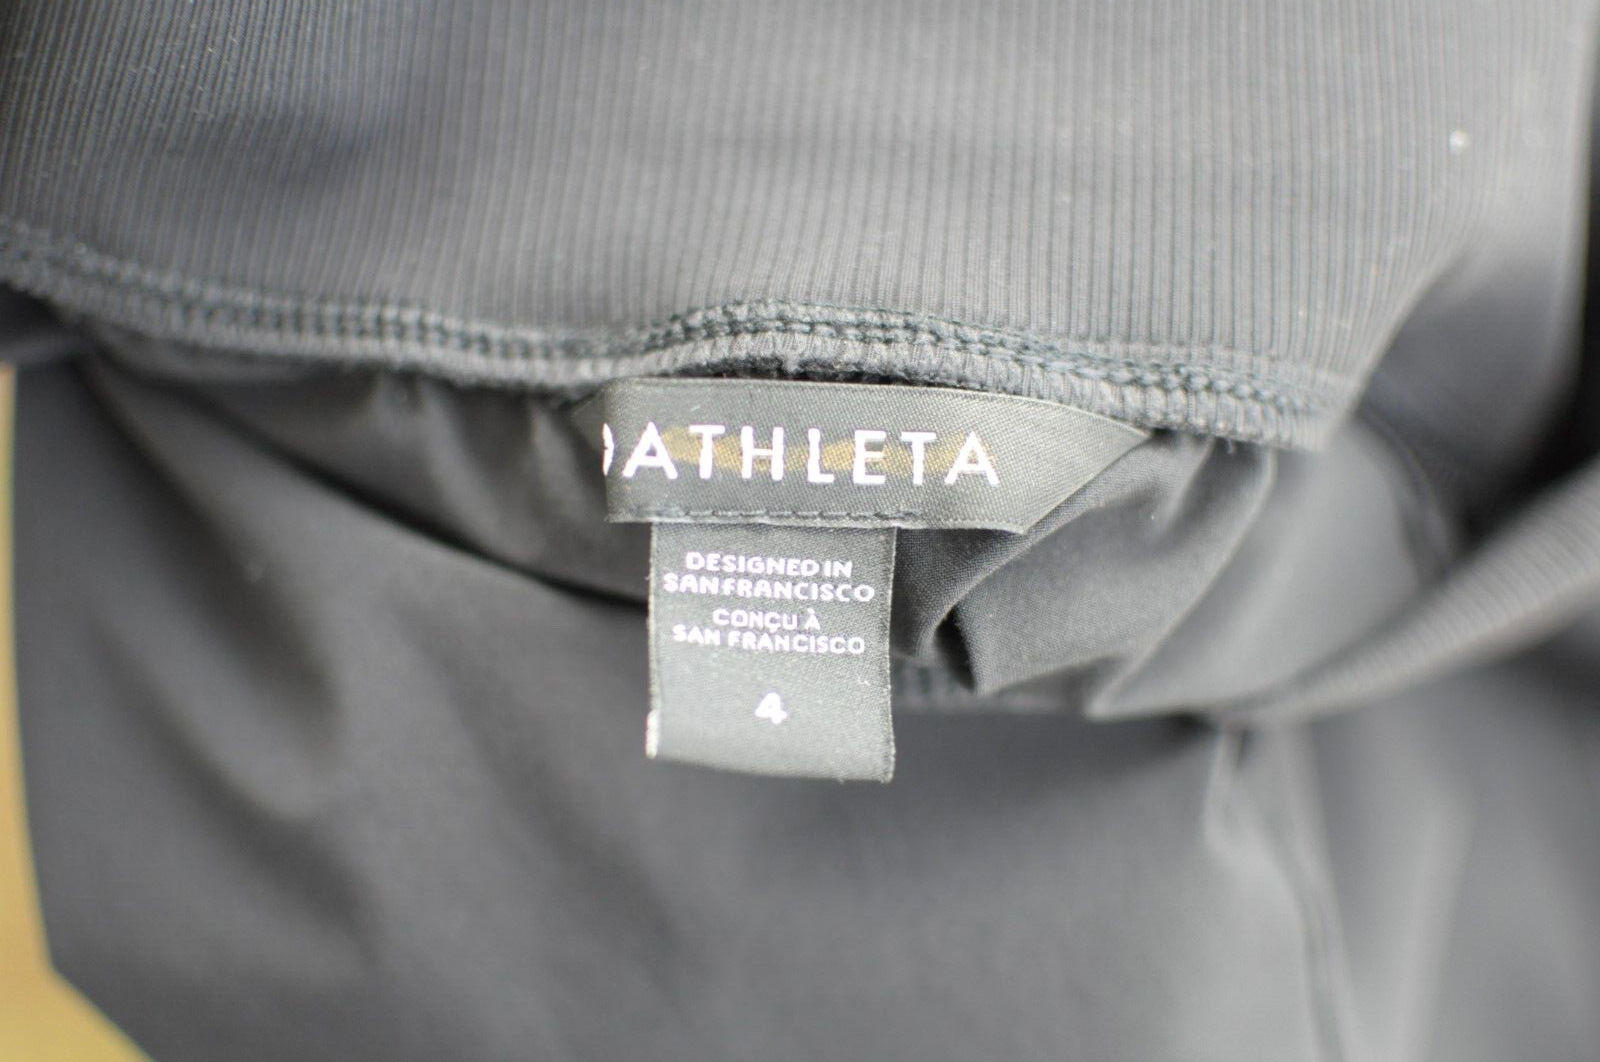 ATHLETA
DESIGNED IN
SAN FRANCISCO
CONÇU À
SAN FRANCISCO
4